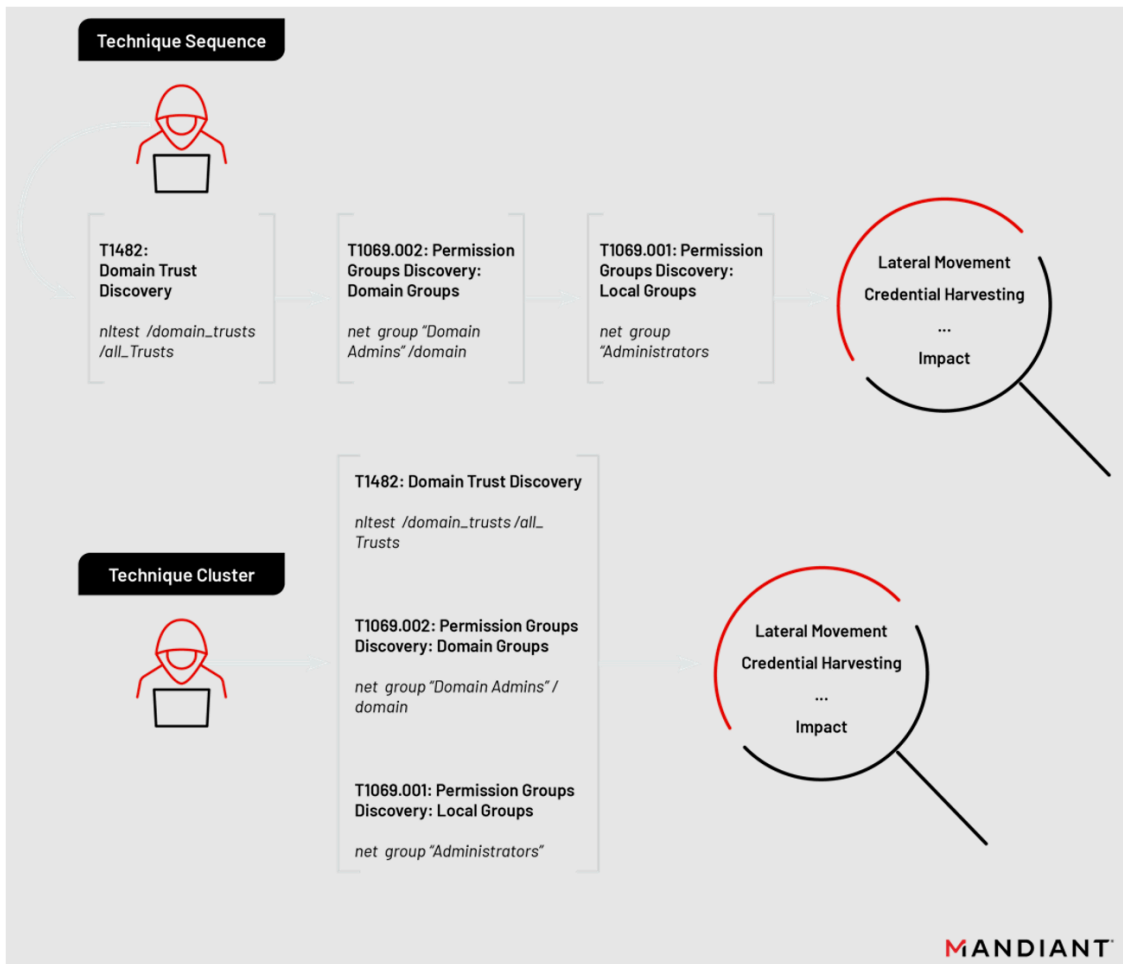 Technique Sequence
T1482:
Domain Trust
Discovery
nltest /domain_trusts
/all_Trusts
T1069.002: Permission
Groups Discovery:
Domain Groups
net group “Domain
Admins” /domain
T1069.001: Permission
Groups Discovery:
Local Groups
net group
“Administrators
Lateral Movement
Credential Harvesting
...
Impact
Technique Cluster
T1482: Domain Trust Discovery
nltest /domain_trusts /all_
Trusts
T1069.002: Permission Groups
Discovery: Domain Groups
net group “Domain Admins” /
domain
T1069.001: Permission Groups
Discovery: Local Groups
net group “Administrators”
Lateral Movement
Credential Harvesting
...
Impact
MANDIANT